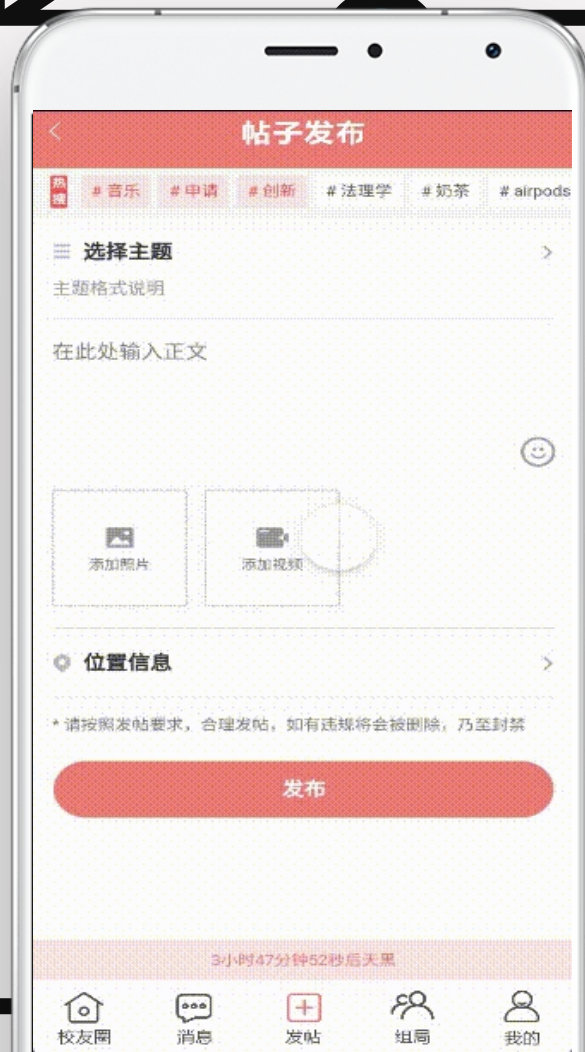 帖子发布
热搜 #音乐 #申请 #创新 #法理学 #奶茶 #airpods
选择主题
主题格式说明
在此处输入正文
添加照片 添加视频
位置信息
* 请按照发帖要求，合理发帖，如有违规将会被删除，乃至封禁
发布
3小时47分钟52秒后天黑
校友圈 消息 发帖 组局 我的